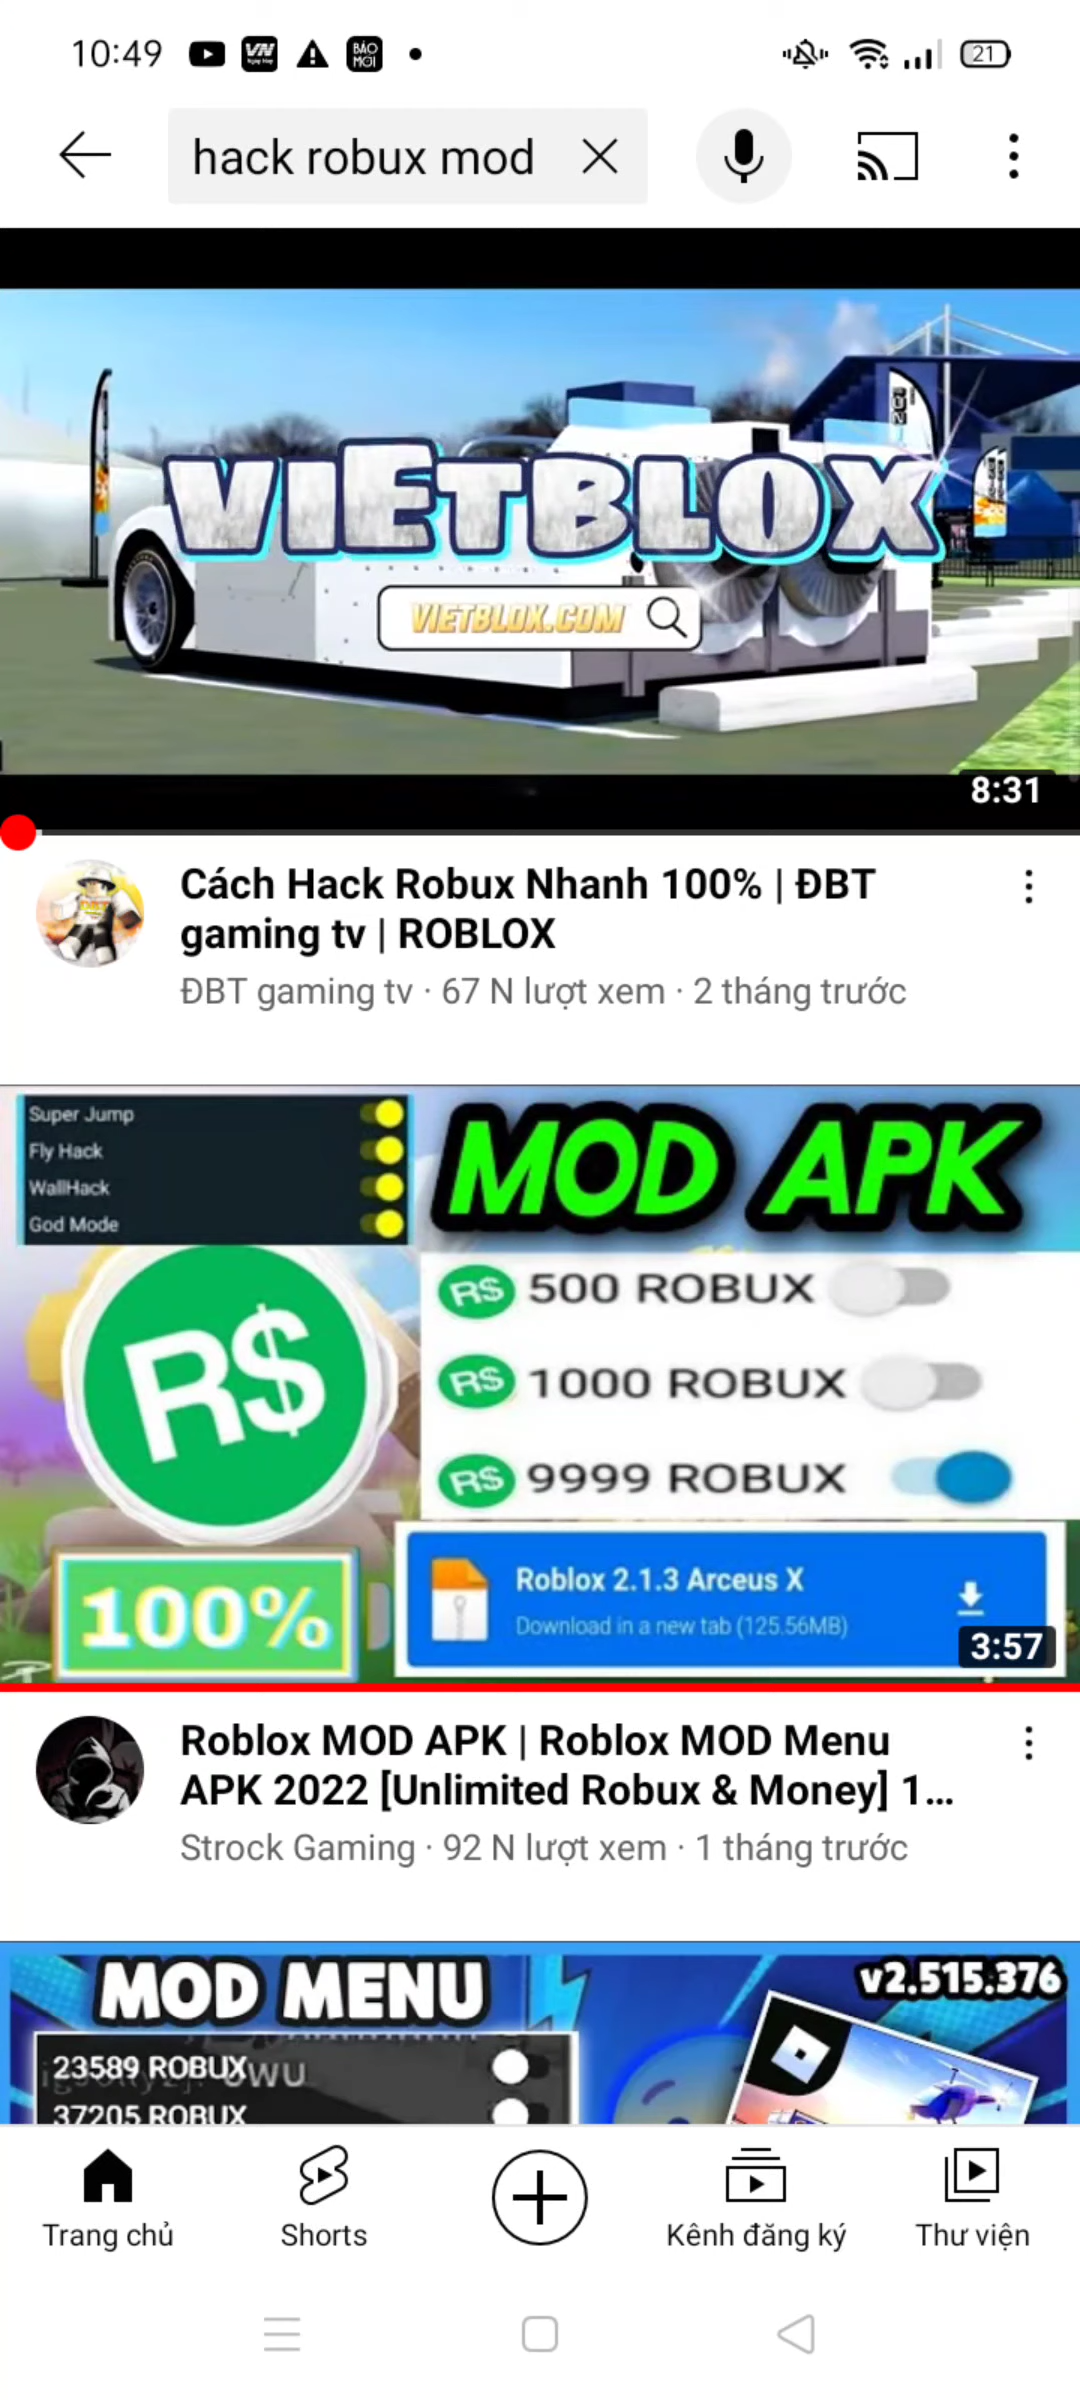 10:49
VN
BÁO
MỚI
21
hack robux mod
VIETBLOX
VIETBLOX.COM
8:31
Cách Hack Robux Nhanh 100% | ĐBT
gaming tv | ROBLOX
ĐBT gaming tv · 67 N lượt xem · 2 tháng trước
Super Jump
Fly Hack
WallHack
God Mode
MOD APK
R$ 500 ROBUX
R$ 1000 ROBUX
R$ 9999 ROBUX
R$
100%
Roblox 2.1.3 Arceus X
Download in a new tab (125.56MB)
3:57
Roblox MOD APK | Roblox MOD Menu
APK 2022 [Unlimited Robux & Money] 1...
Strock Gaming · 92 N lượt xem · 1 tháng trước
MOD MENU
v2.515.376
23589 ROBUX
37205 ROBUX
Trang chủ
Shorts
Kênh đăng ký
Thư viện